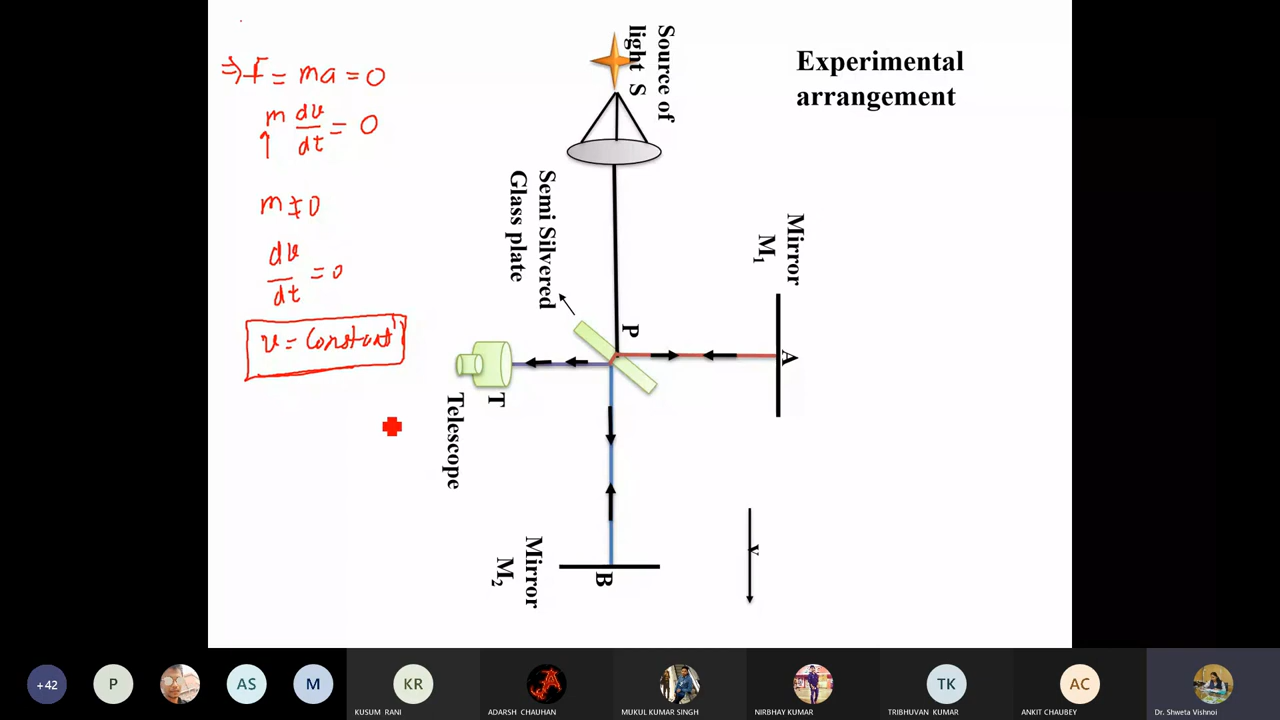 Experimental
arrangement
⇒ F = ma = 0
m dv/dt = 0
m ≠ 0
dv/dt = 0
v = Constant
Source of
light S
Semi Silvered
Glass plate
Mirror
M₁
P
A
T
Telescope
Mirror
M₂
B
v
+42
P
AS
M
KR
TK
AC
KUSUM RANI
ADARSH CHAUHAN
MUKUL KUMAR SINGH
NIRBHAY KUMAR
TRIBHUVAN KUMAR
ANKIT CHAUBEY
Dr. Shweta Vishnoi